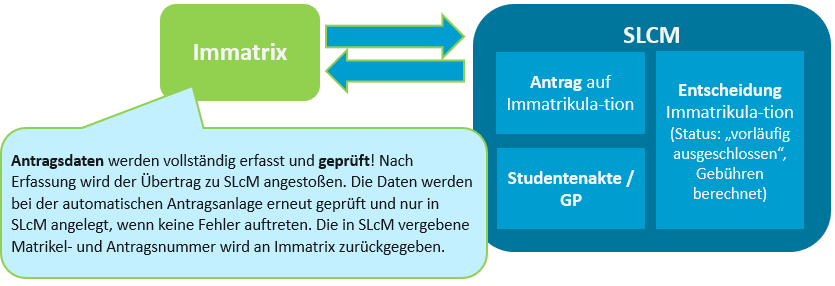 Immatrix
SLCM
Antrag auf
Immatrikula-tion
Studentenakte /
GP
Entscheidung
Immatrikula-tion
(Status: „vorläufig
ausgeschlossen“,
Gebühren
berechnet)
Antragsdaten werden vollständig erfasst und geprüft! Nach
Erfassung wird der Übertrag zu SLcM angestoßen. Die Daten werden
bei der automatischen Antragsanlage erneut geprüft und nur in
SLcM angelegt, wenn keine Fehler auftreten. Die in SLcM vergebene
Matrikel- und Antragsnummer wird an Immatrix zurückgegeben.